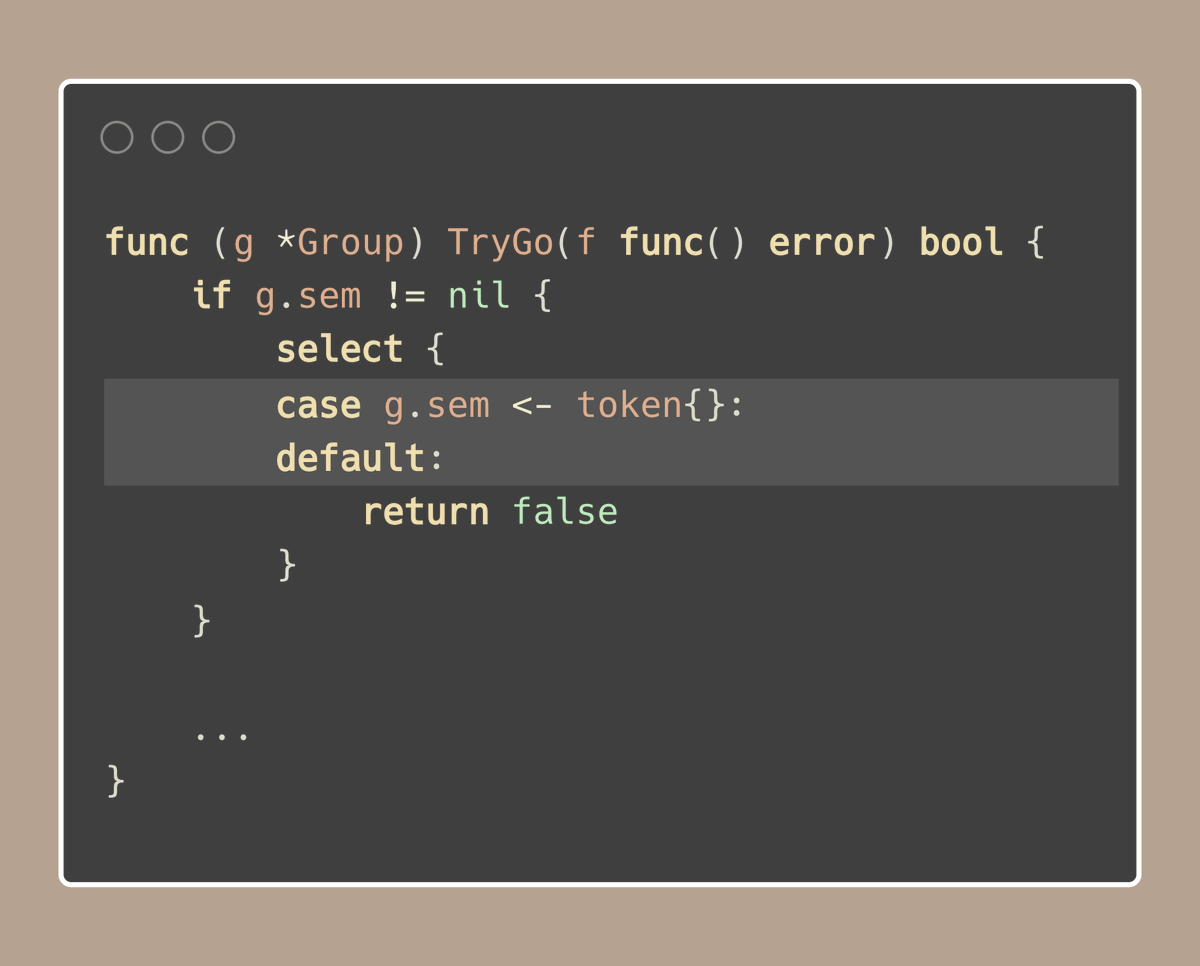 func (g *Group) TryGo(f func() error) bool {
    if g.sem != nil {
        select {
        case g.sem <- token{}:
        default:
            return false
        }
    }

    ...
}